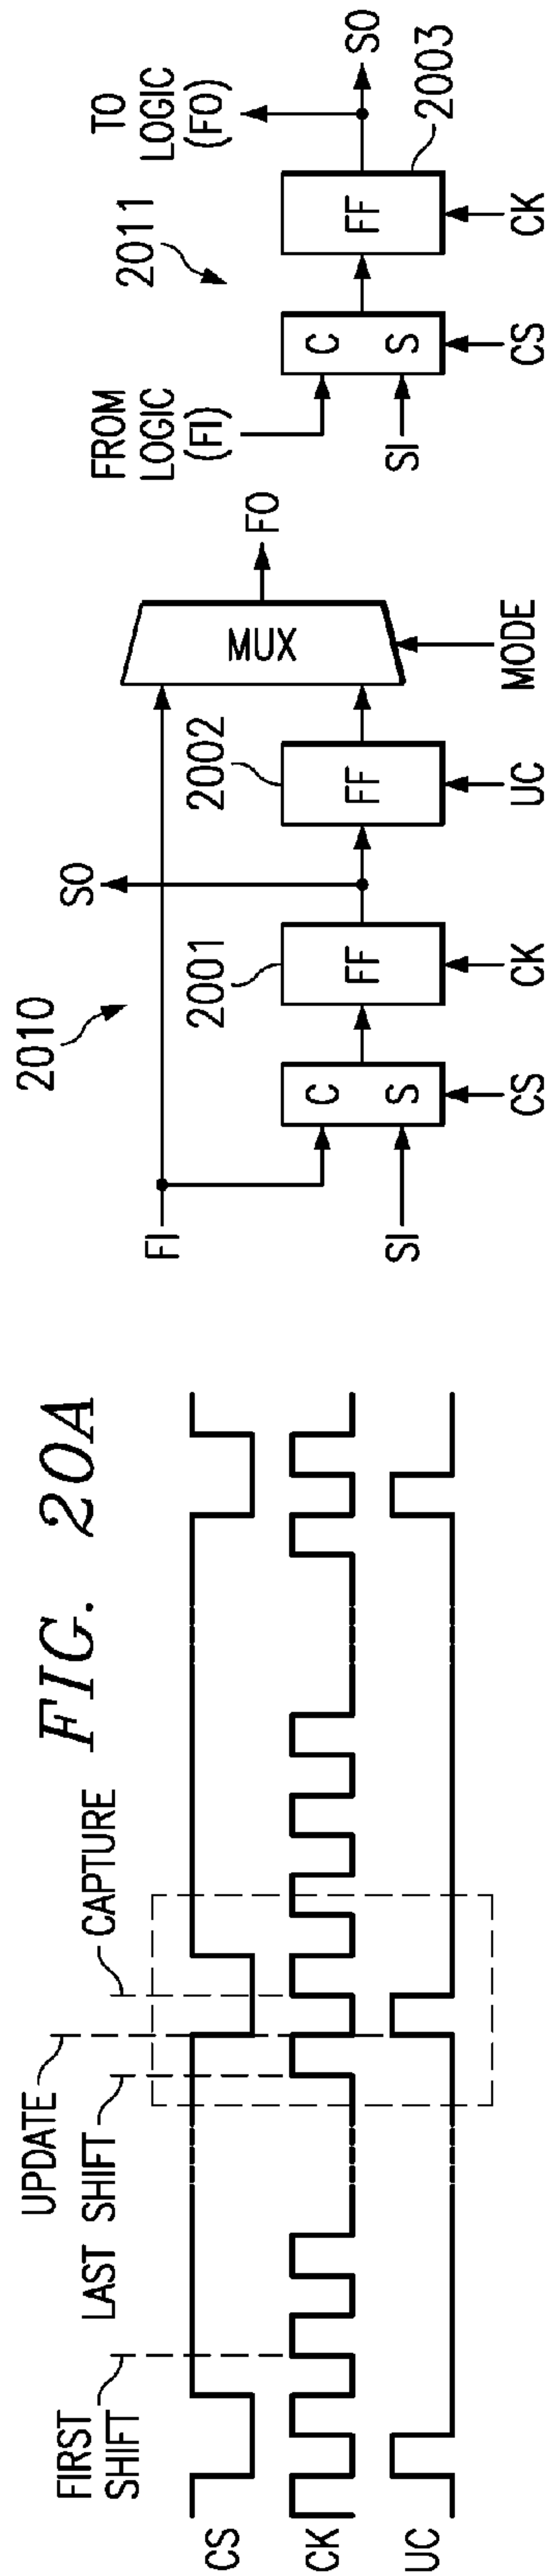 FIG. 20A
UPDATE
LAST SHIFT
CAPTURE
FIRST
SHIFT
CS
CK
UC
2010
SO
2001
2002
FI
C
S
FF
FF
MUX
FO
SI
CS
CK
UC
MODE
2011
FROM
LOGIC
(FI)
TO
LOGIC
(FO)
C
S
FF
SO
SI
2003
CS
CK